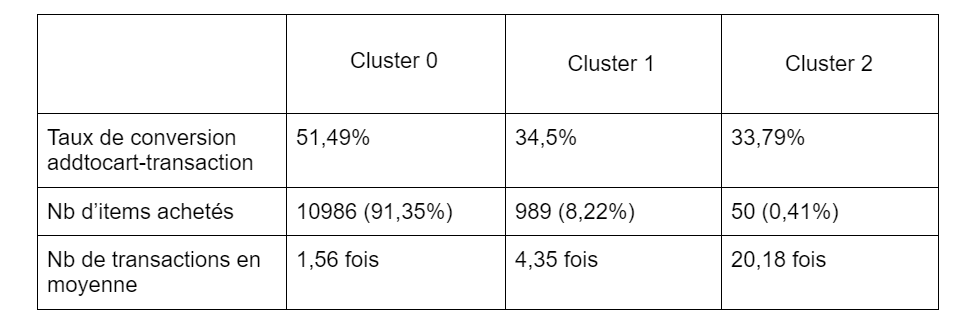 Cluster 0
Cluster 1
Cluster 2
Taux de conversion
addtocart-transaction
51,49%
34,5%
33,79%
Nb d’items achetés
10986 (91,35%)
989 (8,22%)
50 (0,41%)
Nb de transactions en
moyenne
1,56 fois
4,35 fois
20,18 fois